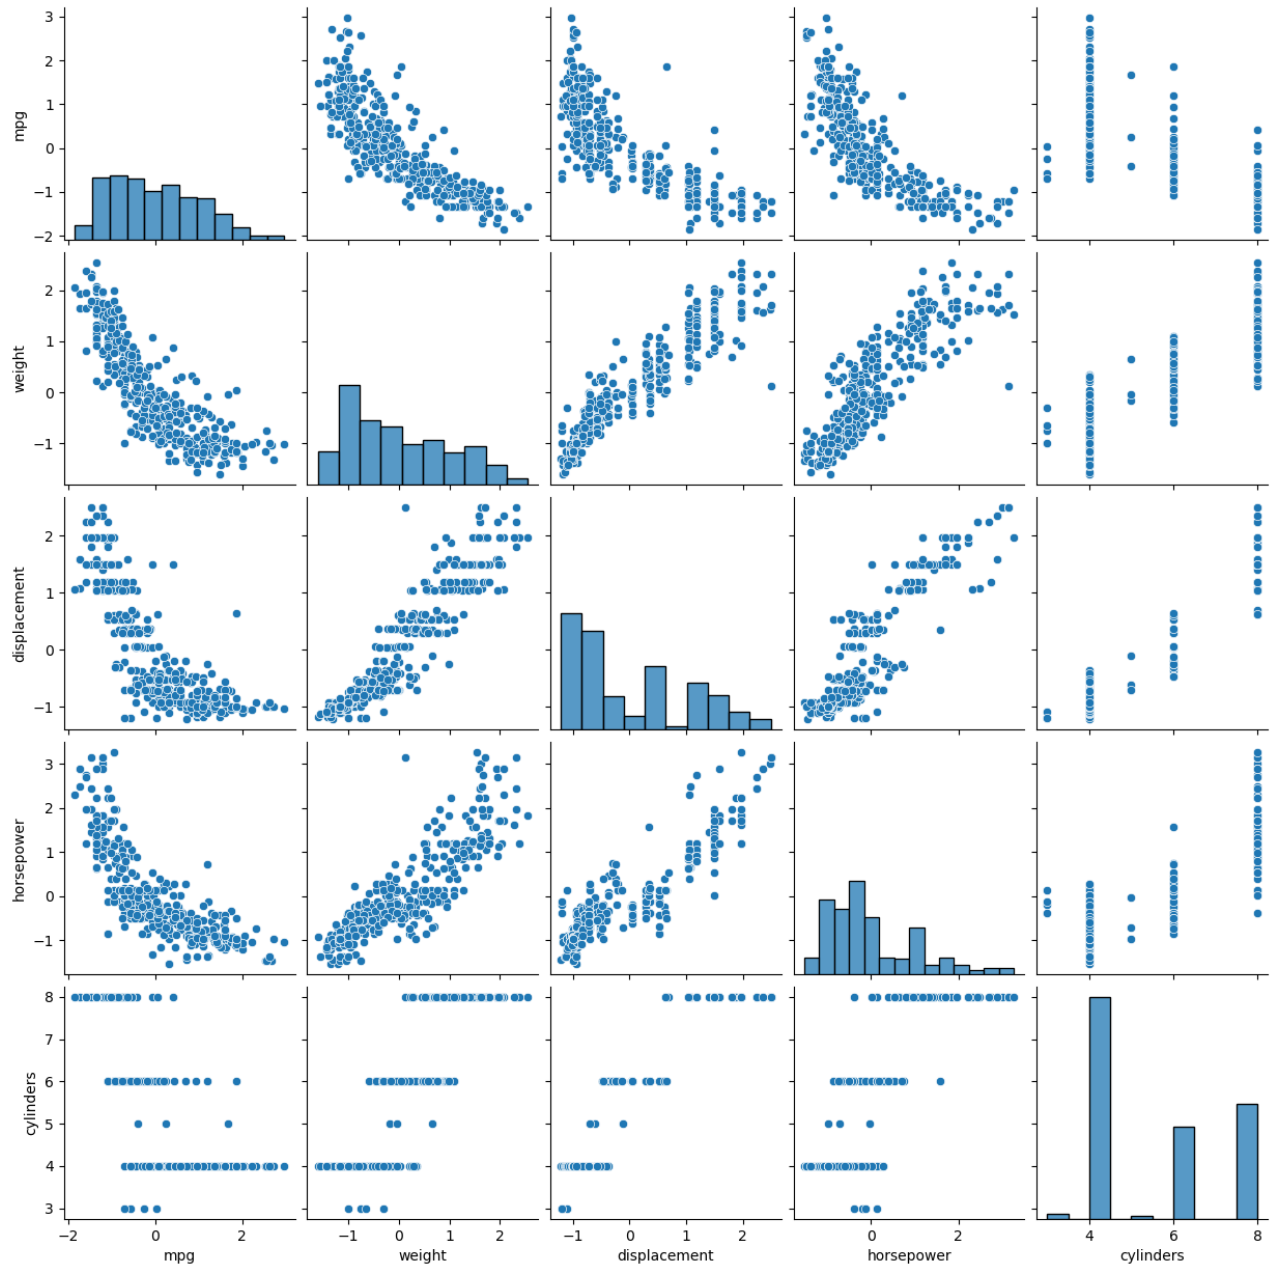 3
2
1
0
−1
−2
mpg
2
1
0
−1
weight
2
1
0
−1
displacement
3
2
1
0
−1
horsepower
8
7
6
5
4
3
cylinders
−2 0 2
−1 0 1 2
−1 0 1 2
0 2
4 6 8
mpg weight displacement horsepower cylinders